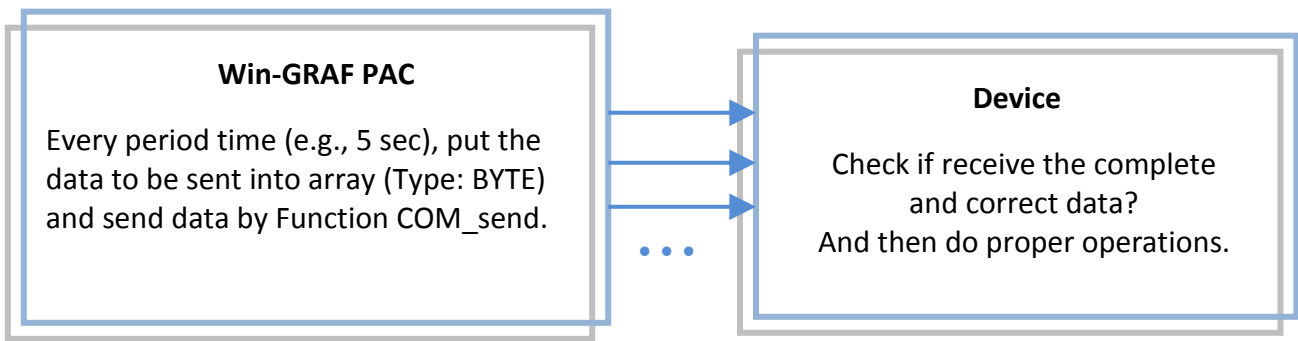 Win-GRAF PAC
Every period time (e.g., 5 sec), put the
data to be sent into array (Type: BYTE)
and send data by Function COM_send.
Device
Check if receive the complete
and correct data?
And then do proper operations.